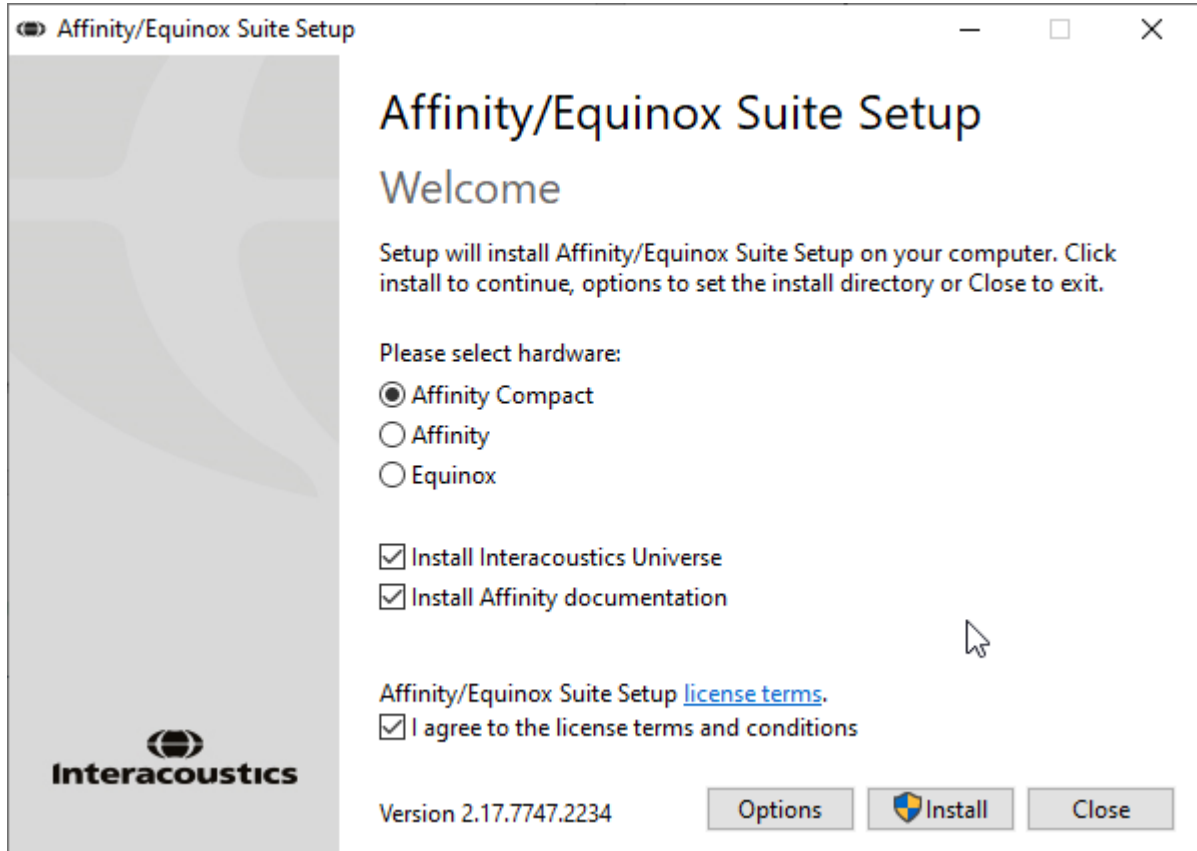 Affinity/Equinox Suite Setup
Affinity/Equinox Suite Setup
Welcome
Setup will install Affinity/Equinox Suite Setup on your computer. Click
install to continue, options to set the install directory or Close to exit.
Please select hardware:
Affinity Compact
Affinity
Equinox
Install Interacoustics Universe
Install Affinity documentation
Affinity/Equinox Suite Setup license terms.
I agree to the license terms and conditions
Interacoustics
Version 2.17.7747.2234
Options
Install
Close